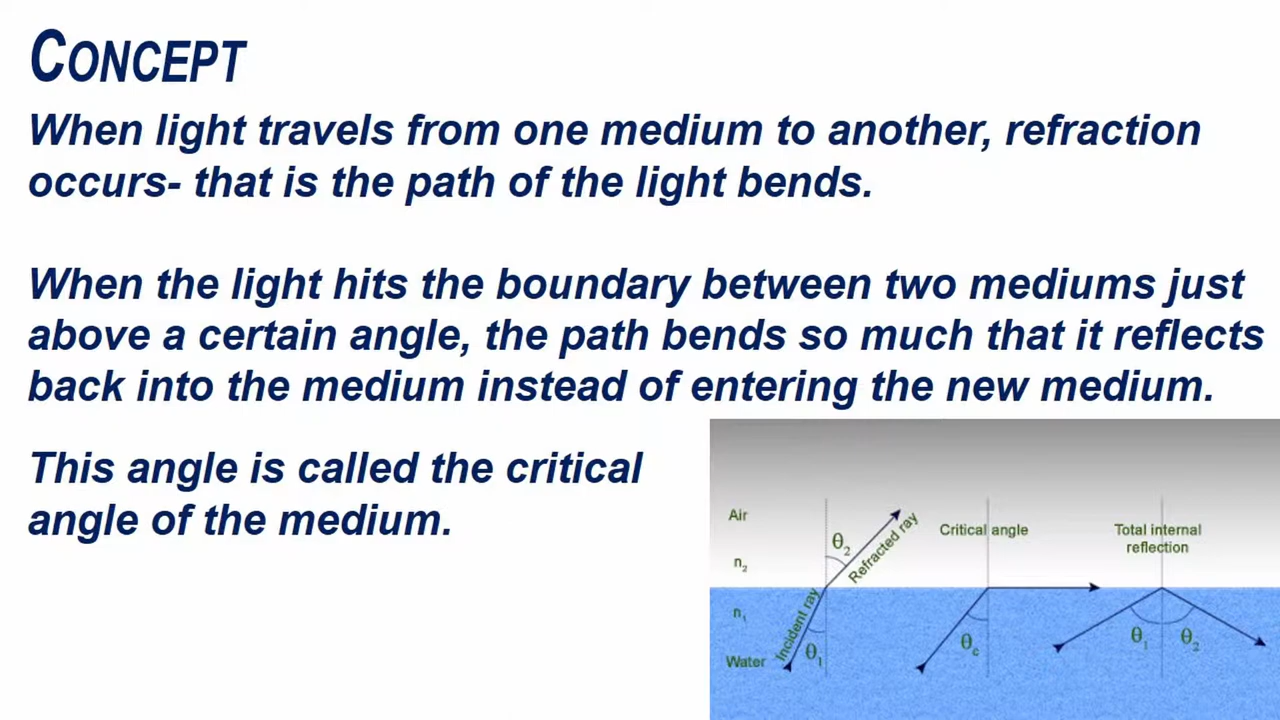 CONCEPT
When light travels from one medium to another, refraction
occurs- that is the path of the light bends.
When the light hits the boundary between two mediums just
above a certain angle, the path bends so much that it reflects
back into the medium instead of entering the new medium.
This angle is called the critical
angle of the medium.
Air
n₂
n₁
Water
Incident ray
θ₁
θ₂
Refracted ray
Critical angle
θc
Total internal
reflection
θ₁
θ₂